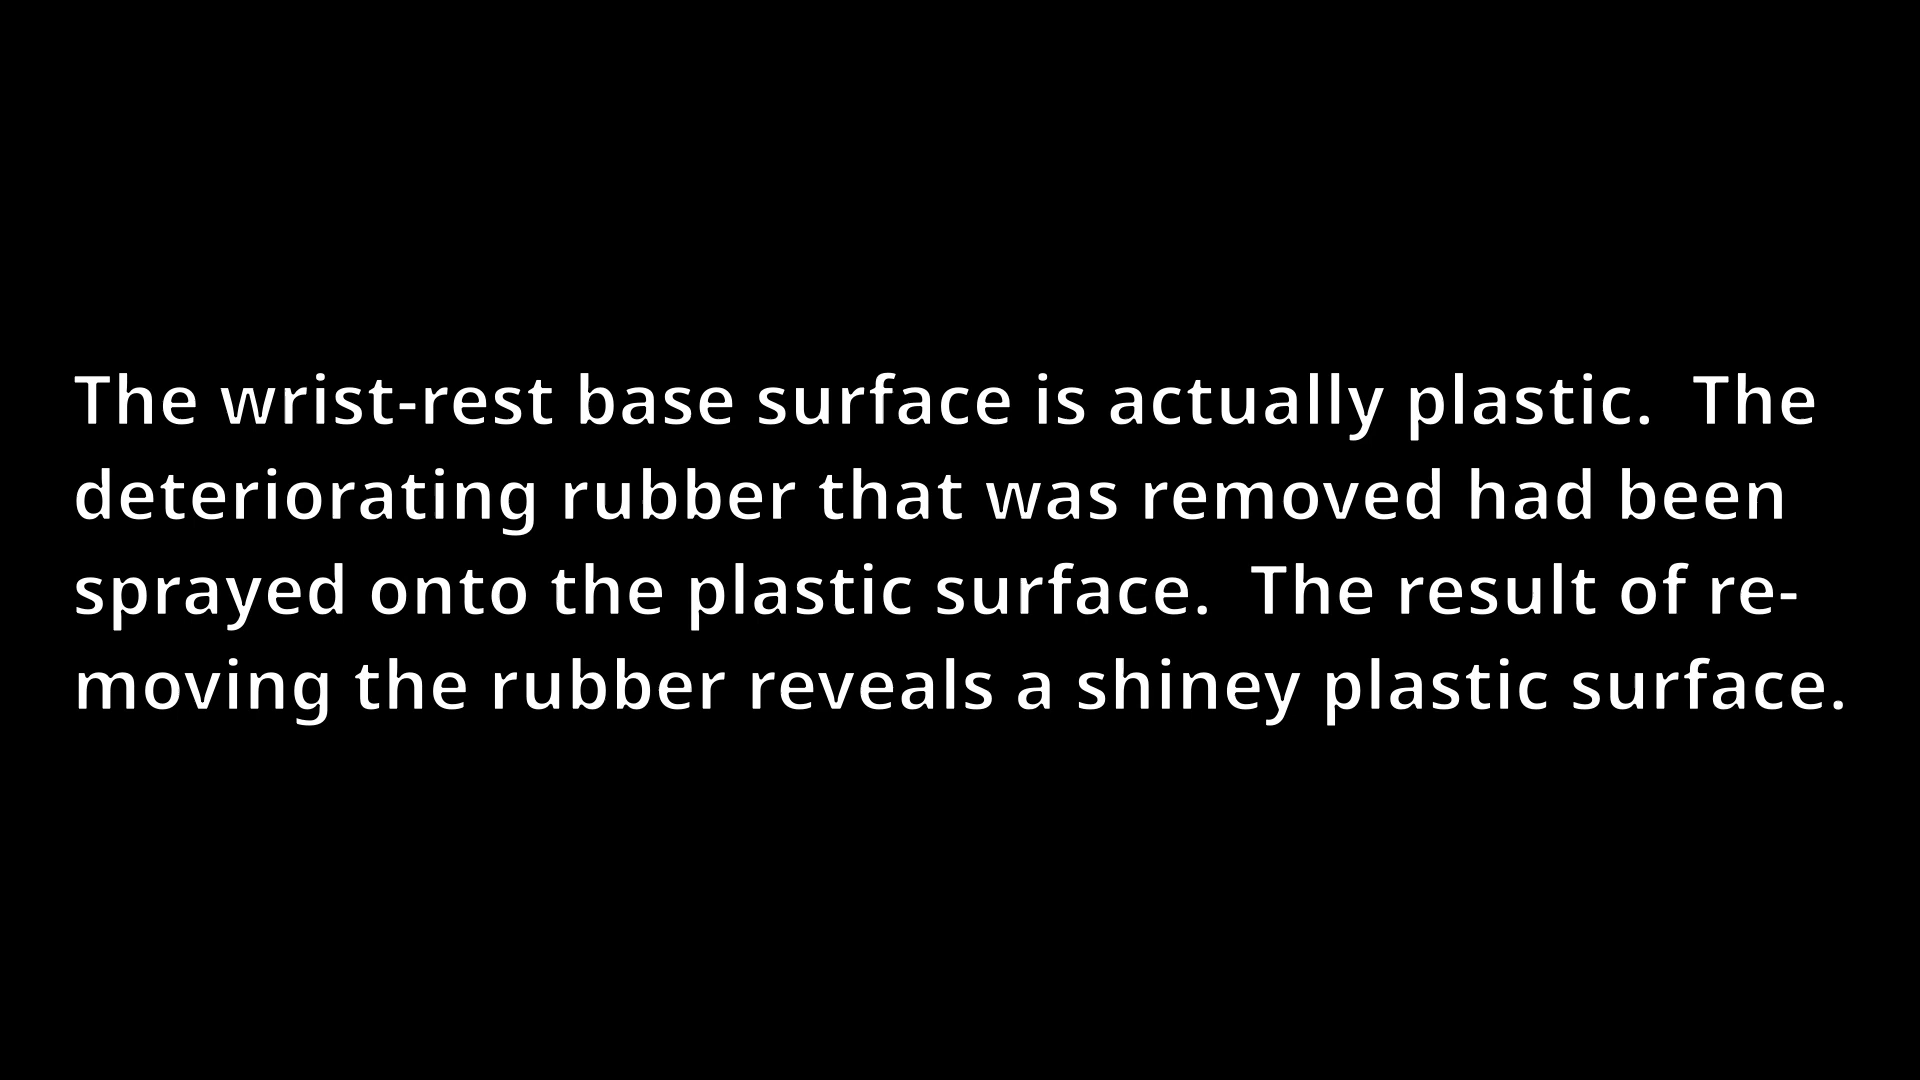 The wrist-rest base surface is actually plastic.  The
deteriorating rubber that was removed had been
sprayed onto the plastic surface.  The result of re-
moving the rubber reveals a shiney plastic surface.